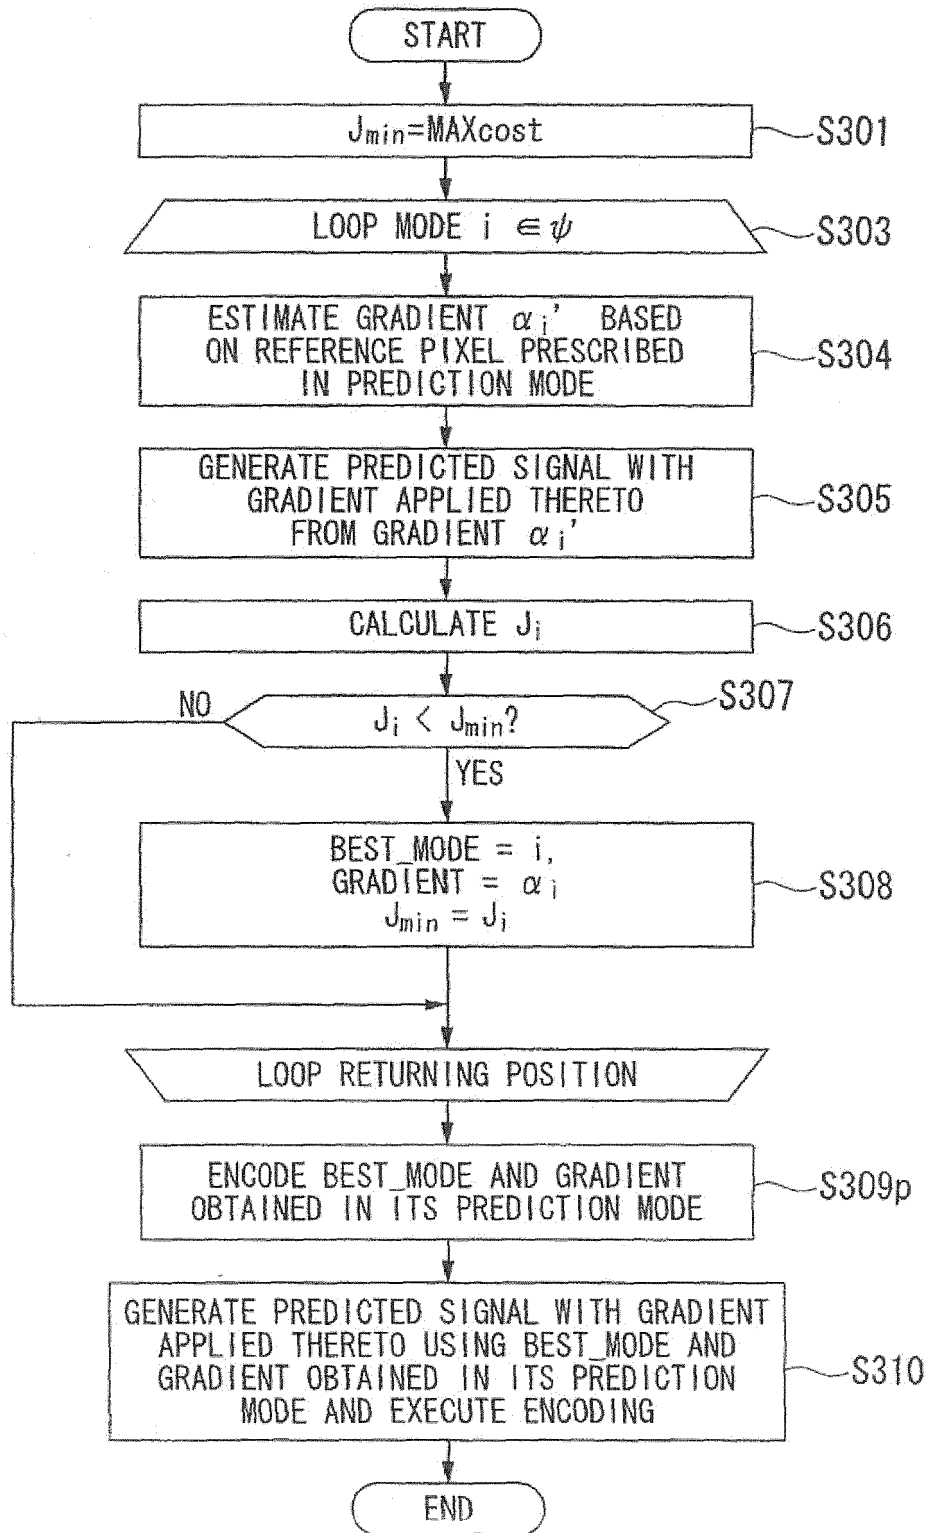 START
Jmin=MAXcost
S301
LOOP MODE i ∈ψ
S303
ESTIMATE GRADIENT αi' BASED
ON REFERENCE PIXEL PRESCRIBED
IN PREDICTION MODE
S304
GENERATE PREDICTED SIGNAL WITH
GRADIENT APPLIED THERETO
FROM GRADIENT αi'
S305
CALCULATE Ji
S306
Ji < Jmin?
S307
NO
YES
BEST_MODE = i,
GRADIENT = αi
Jmin = Ji
S308
LOOP RETURNING POSITION
ENCODE BEST_MODE AND GRADIENT
OBTAINED IN ITS PREDICTION MODE
S309p
GENERATE PREDICTED SIGNAL WITH GRADIENT
APPLIED THERETO USING BEST_MODE AND
GRADIENT OBTAINED IN ITS PREDICTION
MODE AND EXECUTE ENCODING
S310
END